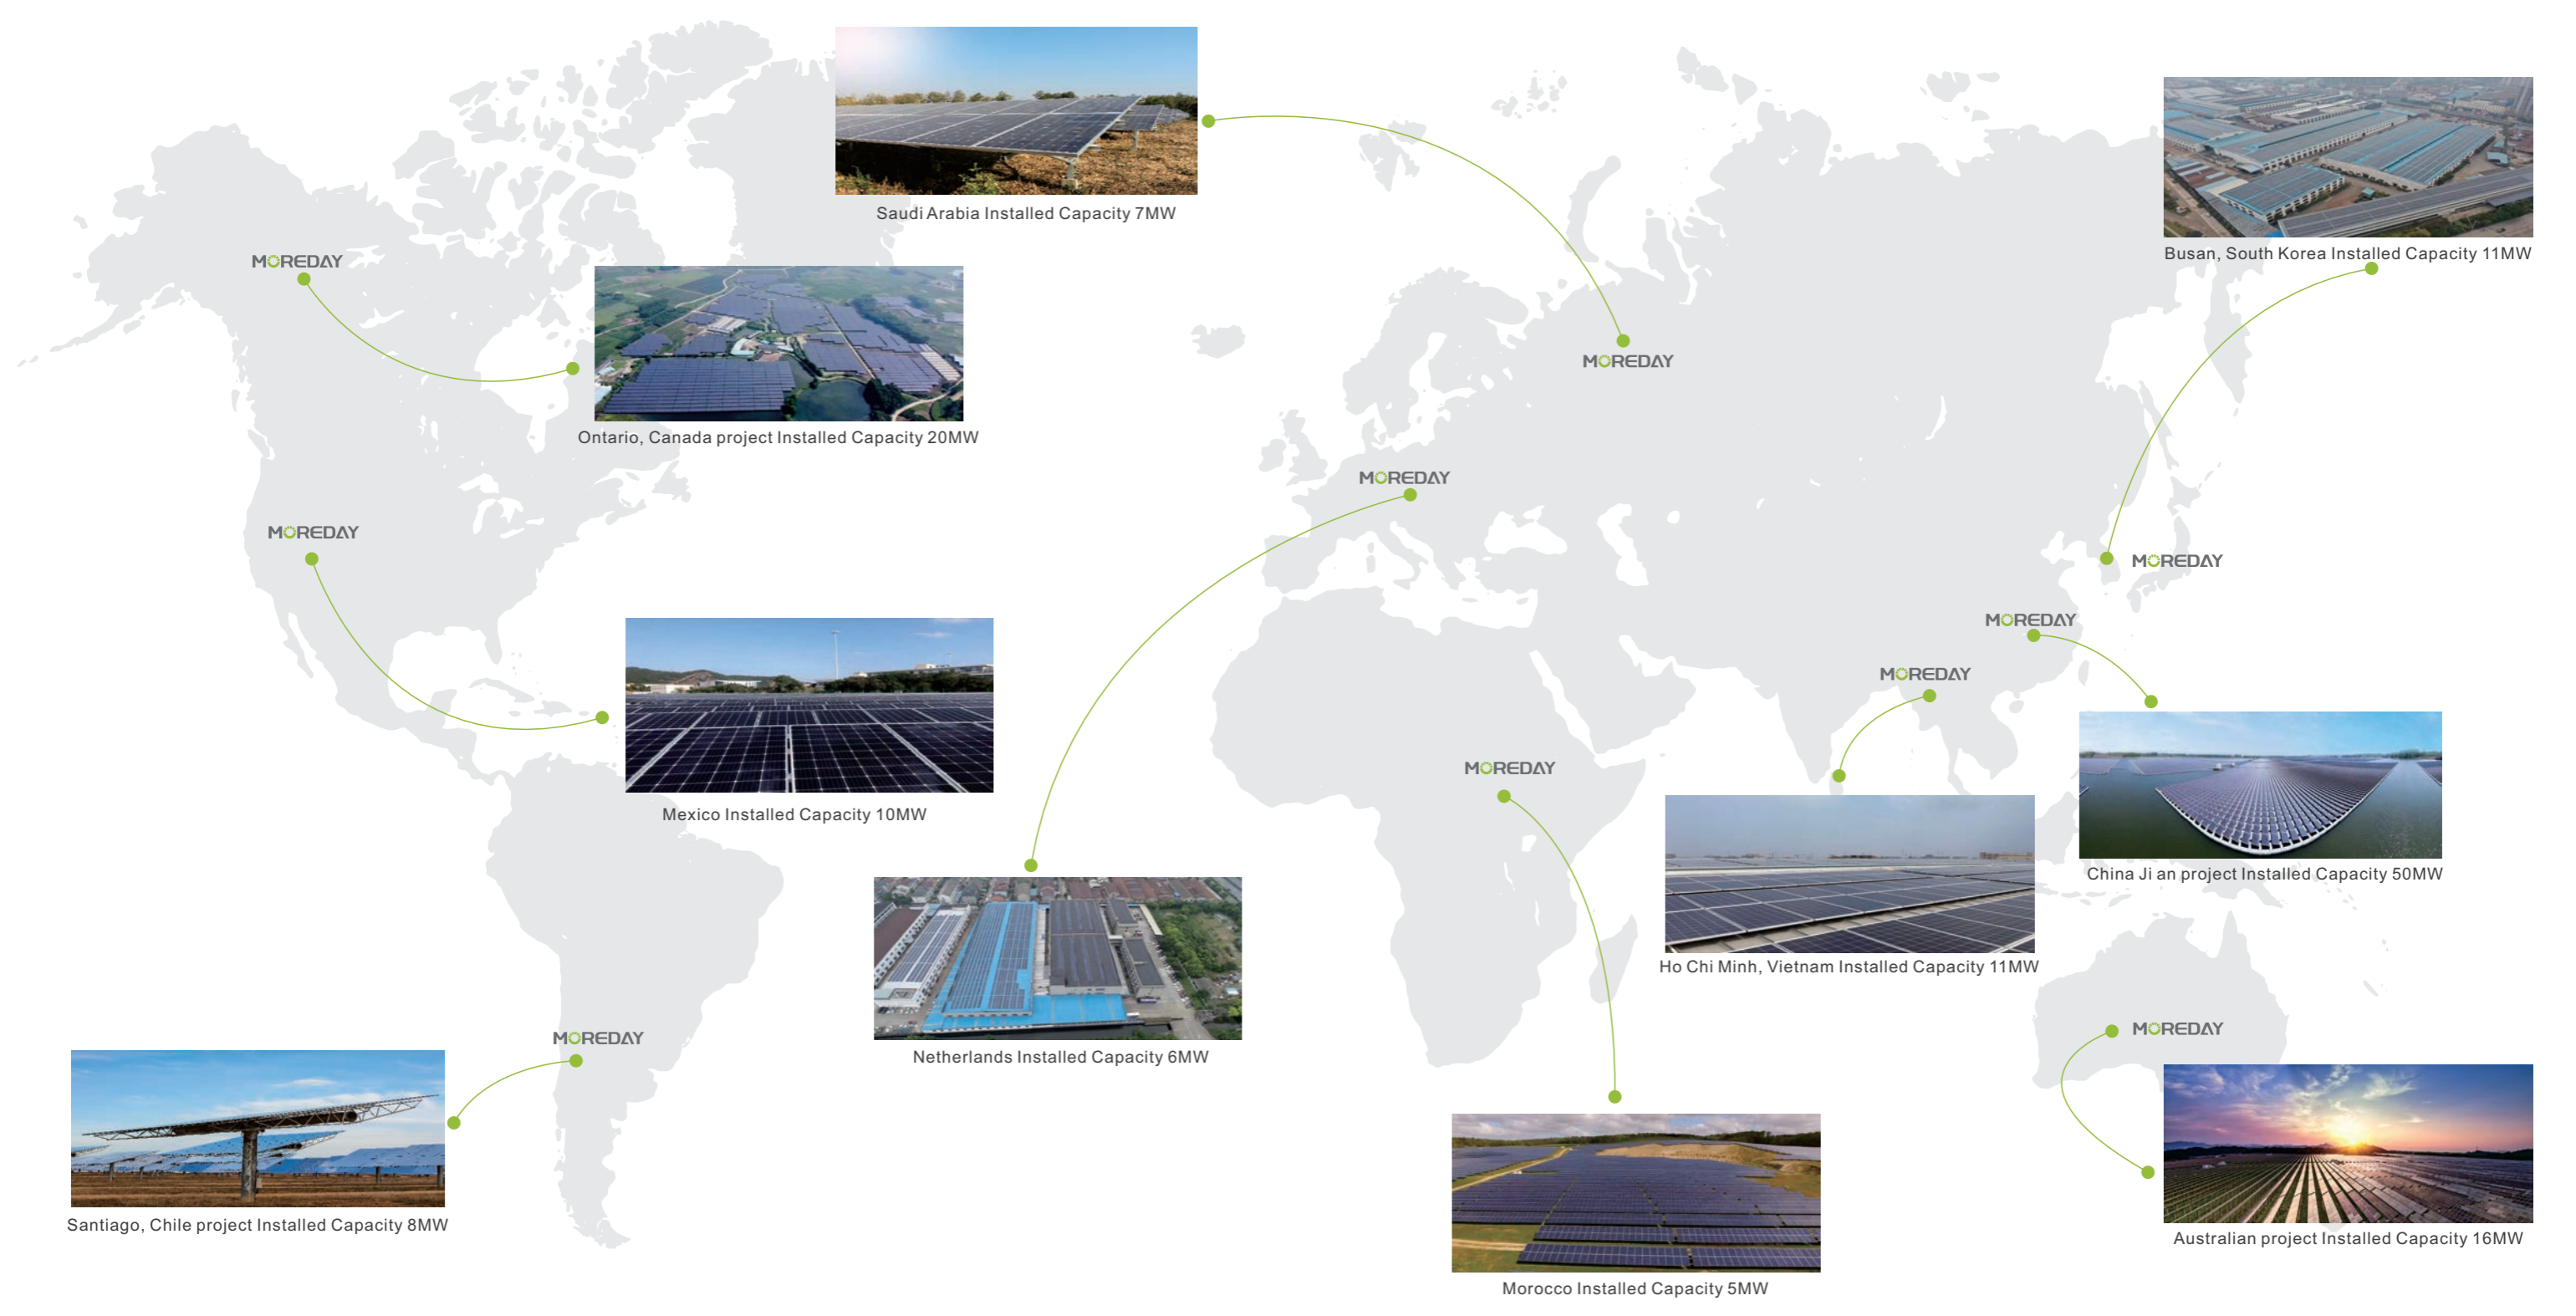 Saudi Arabia Installed Capacity 7MW
Busan, South Korea Installed Capacity 11MW
MOREDAY
MOREDAY
Ontario, Canada project Installed Capacity 20MW
MOREDAY
MOREDAY
MOREDAY
MOREDAY
MOREDAY
MOREDAY
Mexico Installed Capacity 10MW
China Ji an project Installed Capacity 50MW
Ho Chi Minh, Vietnam Installed Capacity 11MW
MOREDAY
MOREDAY
Netherlands Installed Capacity 6MW
Santiago, Chile project Installed Capacity 8MW
Australian project Installed Capacity 16MW
Morocco Installed Capacity 5MW